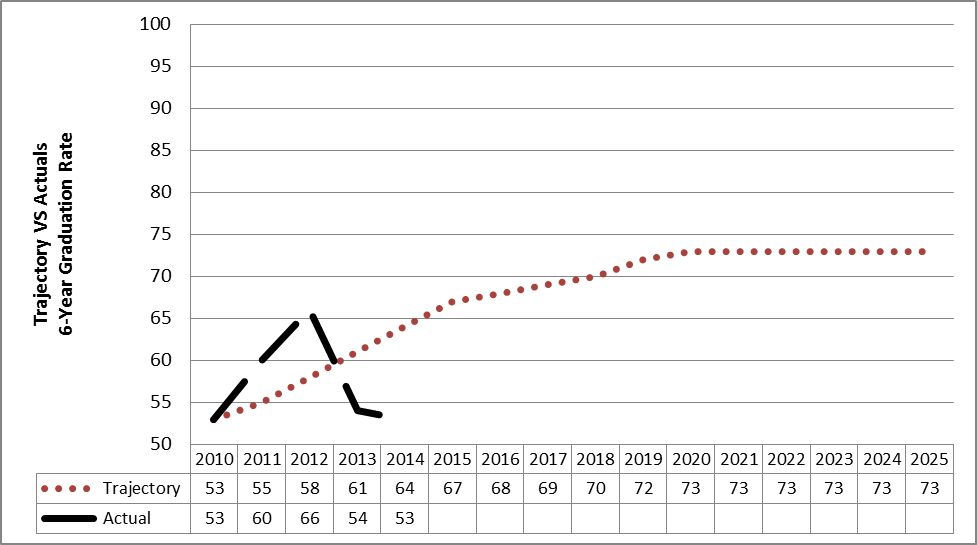 100
95
90
85
80
75
70
65
60
55
50
Trajectory VS Actuals
6-Year Graduation Rate
2010 2011 2012 2013 2014 2015 2016 2017 2018 2019 2020 2021 2022 2023 2024 2025
Trajectory 53 55 58 61 64 67 68 69 70 72 73 73 73 73 73 73
Actual 53 60 66 54 53